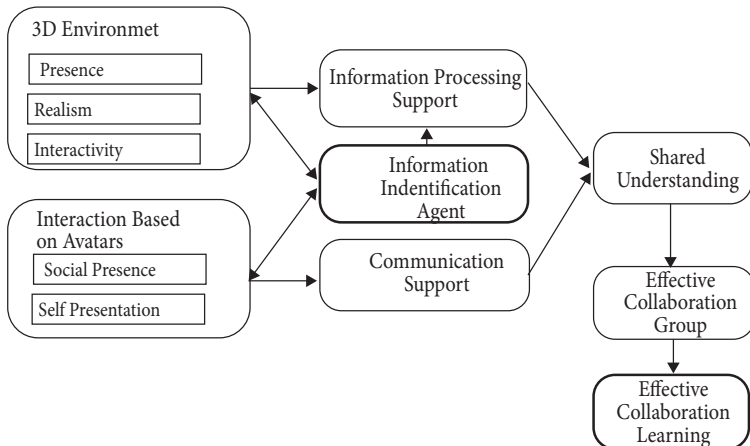 3D Environmet
Presence
Realism
Interactivity
Interaction Based
on Avatars
Social Presence
Self Presentation
Information Processing
Support
Information
Indentification
Agent
Communication
Support
Shared
Understanding
Effective
Collaboration
Group
Effective
Collaboration
Learning